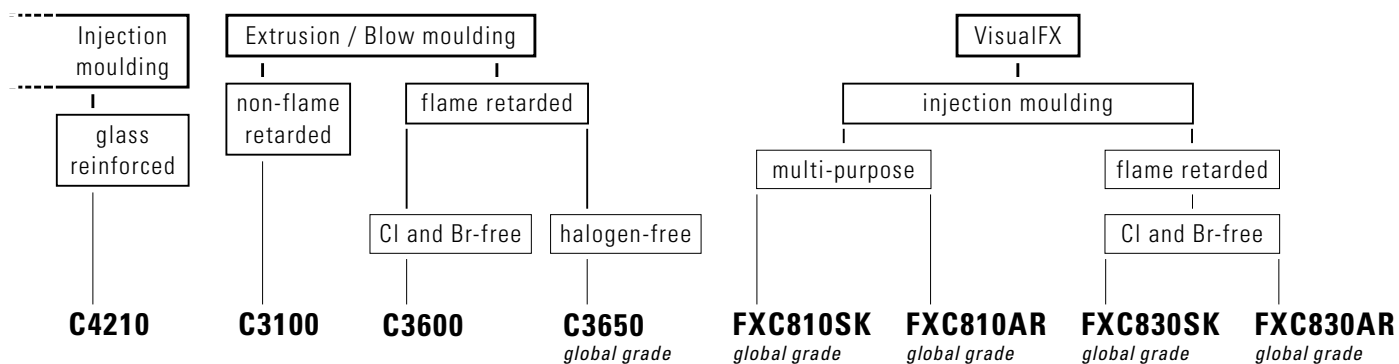 Injection
moulding
Extrusion / Blow moulding
VisualFX
glass
reinforced
non-flame
retarded
flame retarded
injection moulding
multi-purpose
flame retarded
Cl and Br-free
halogen-free
Cl and Br-free
C4210
C3100
C3600
C3650
global grade
FXC810SK
global grade
FXC810AR
global grade
FXC830SK
global grade
FXC830AR
global grade